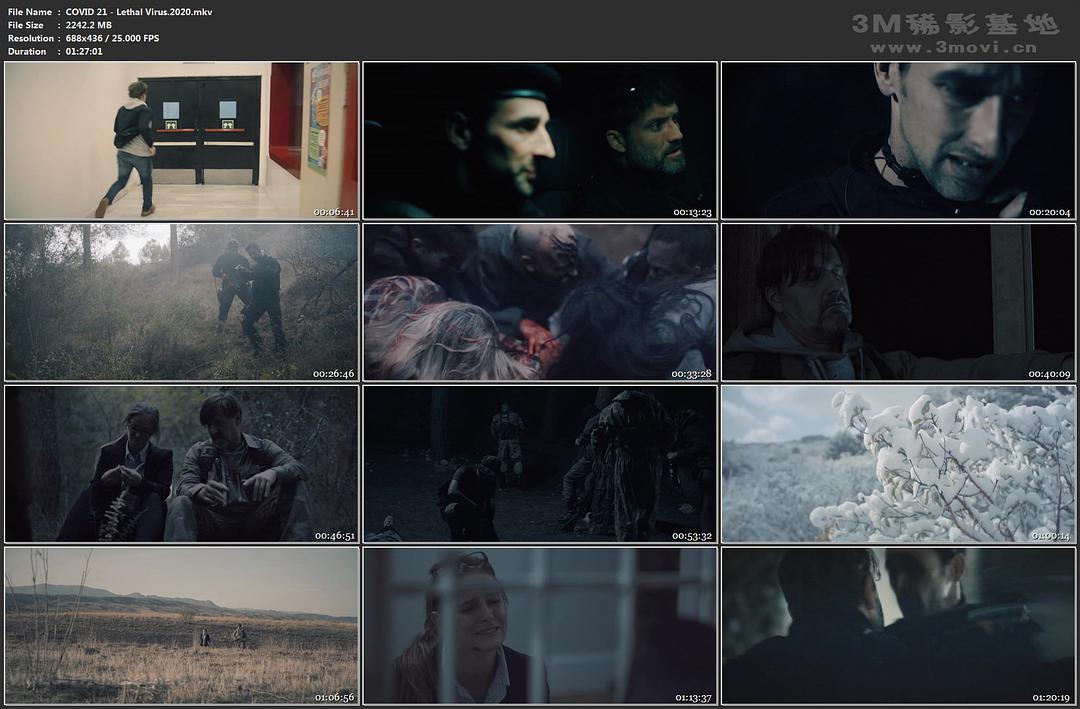 File Name : COVID 21 - Lethal Virus.2020.mkv
File Size : 2242.2 MB
Resolution : 688x436 / 25.000 FPS
Duration : 01:27:01
3M稀影基地
www.3movi.cn
00:06:41
00:13:23
00:20:04
00:26:46
00:33:28
00:40:09
00:46:51
00:53:32
01:00:14
01:06:56
01:13:37
01:20:19